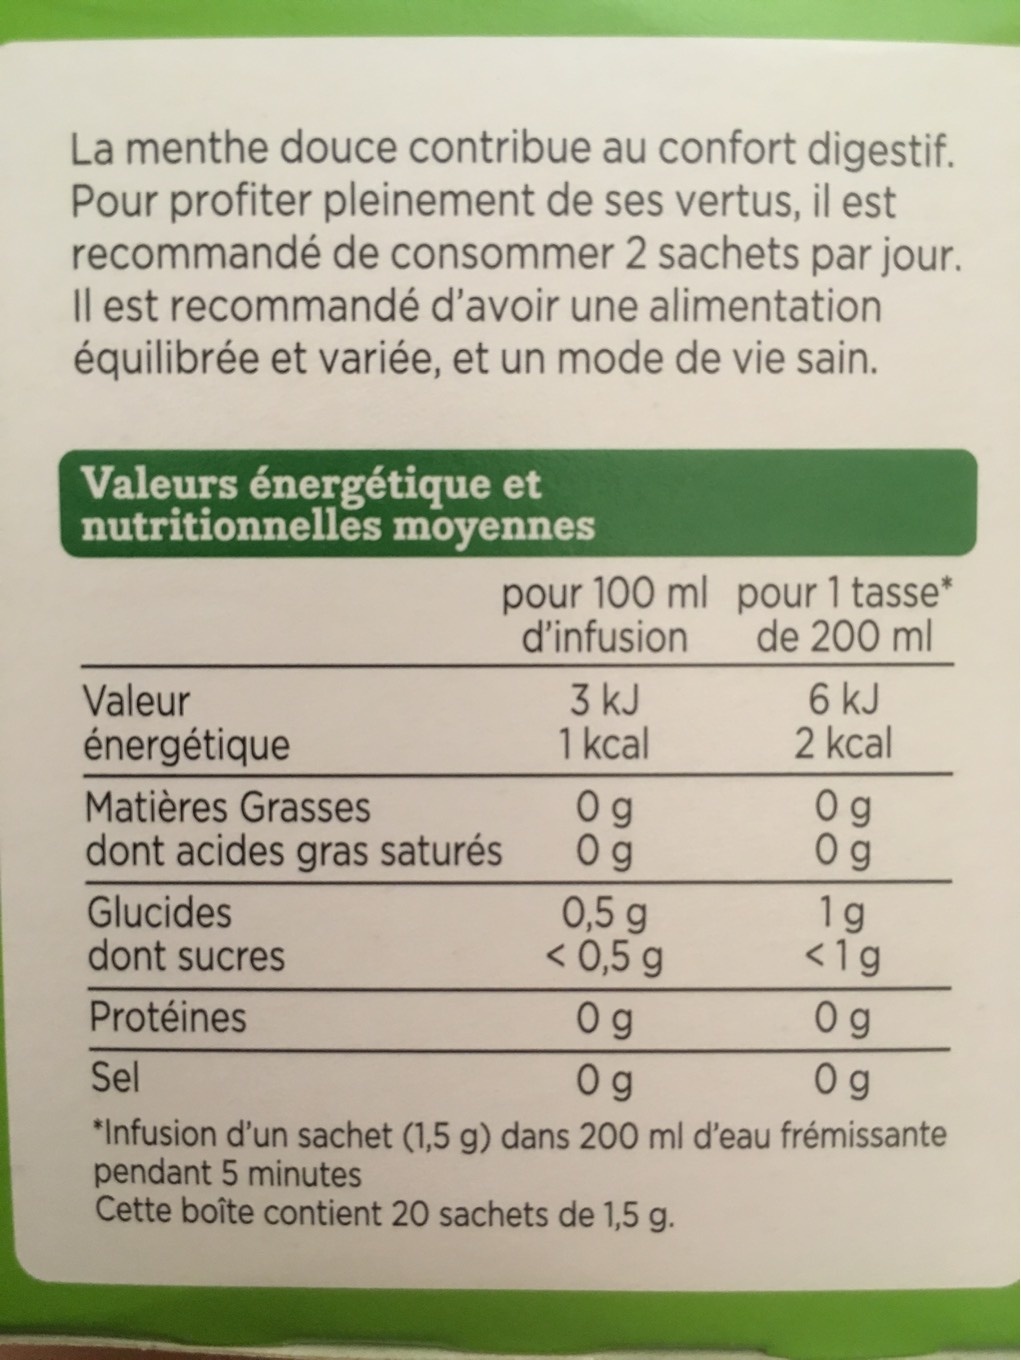 La menthe douce contribue au confort digestif.
Pour profiter pleinement de ses vertus, il est
recommandé de consommer 2 sachets par jour.
Il est recommandé d'avoir une alimentation
équilibrée et variée, et un mode de vie sain.
Valeurs énergétique et
nutritionnelles moyennes
pour 100 ml pour 1 tasse*
d'infusion de 200 ml
Valeur 3 kJ 6 kJ
énergétique 1 kcal 2 kcal
Matières Grasses 0 g 0 g
dont acides gras saturés 0 g 0 g
Glucides 0,5 g 1 g
dont sucres < 0,5 g < 1 g
Protéines 0 g 0 g
Sel 0 g 0 g
*Infusion d'un sachet (1,5 g) dans 200 ml d'eau frémissante
pendant 5 minutes
Cette boîte contient 20 sachets de 1,5 g.